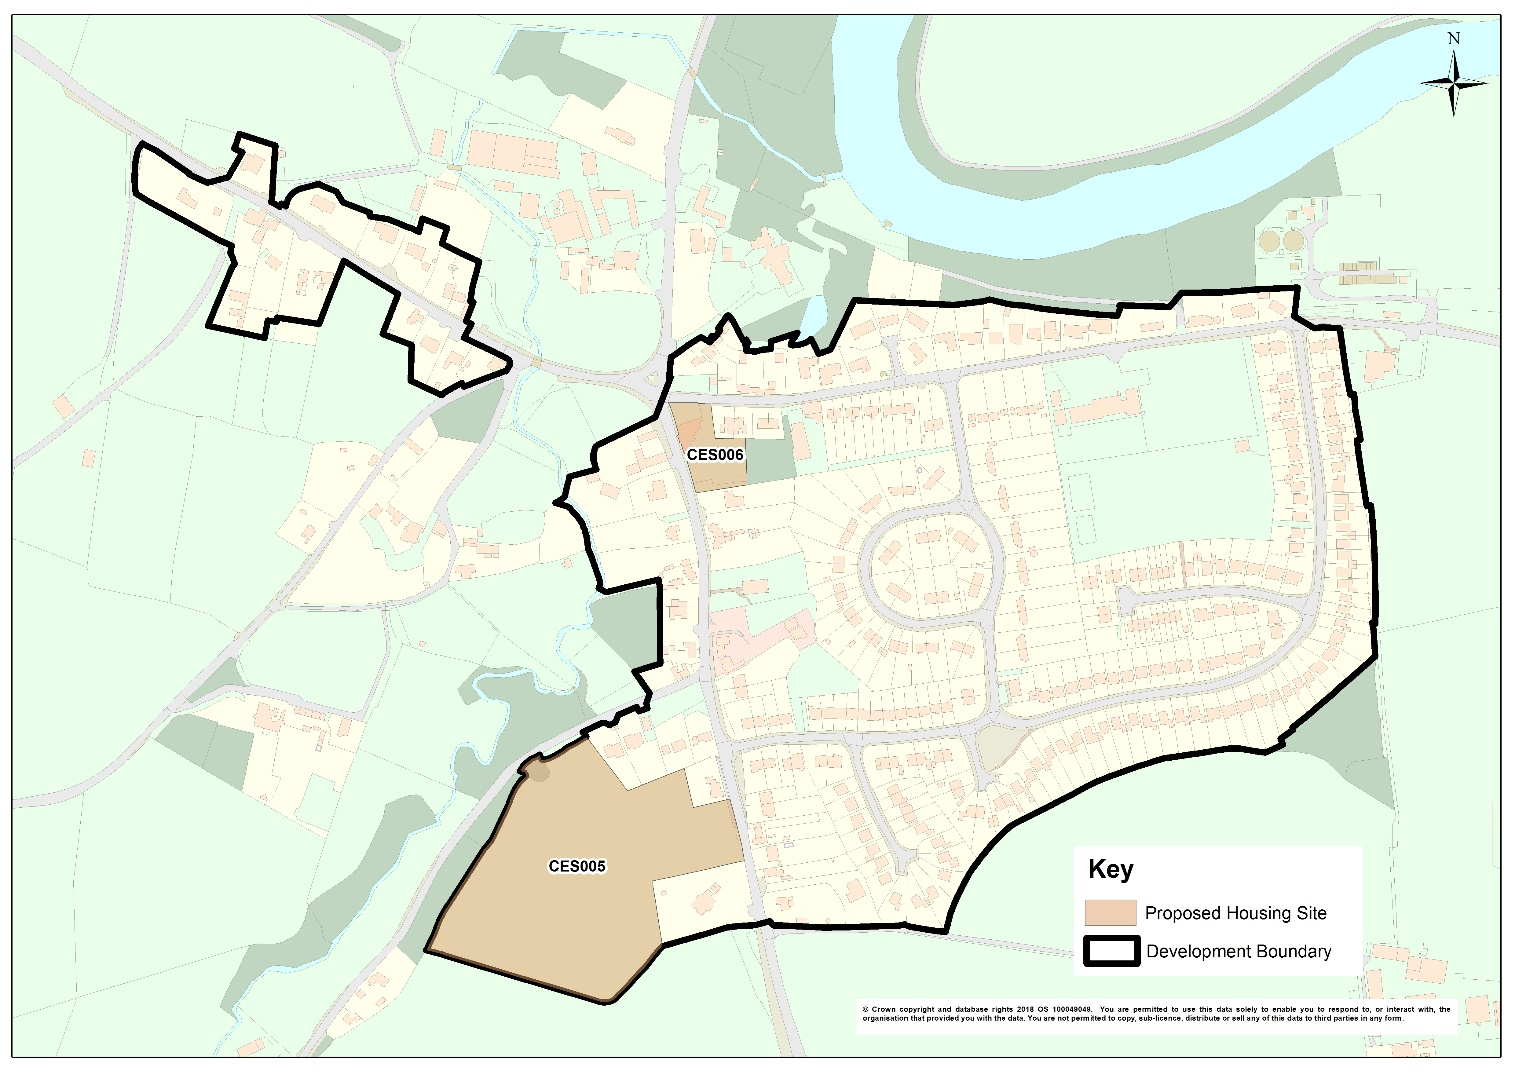 N
CES006
CES005
Key
Proposed Housing Site
Development Boundary
© Crown copyright and database rights 2018 OS 100049049. You are permitted to use this data solely to enable you to respond to, or interact with, the
organisation that provided you with the data. You are not permitted to copy, sub-licence, distribute or sell any of this data to third parties in any form.